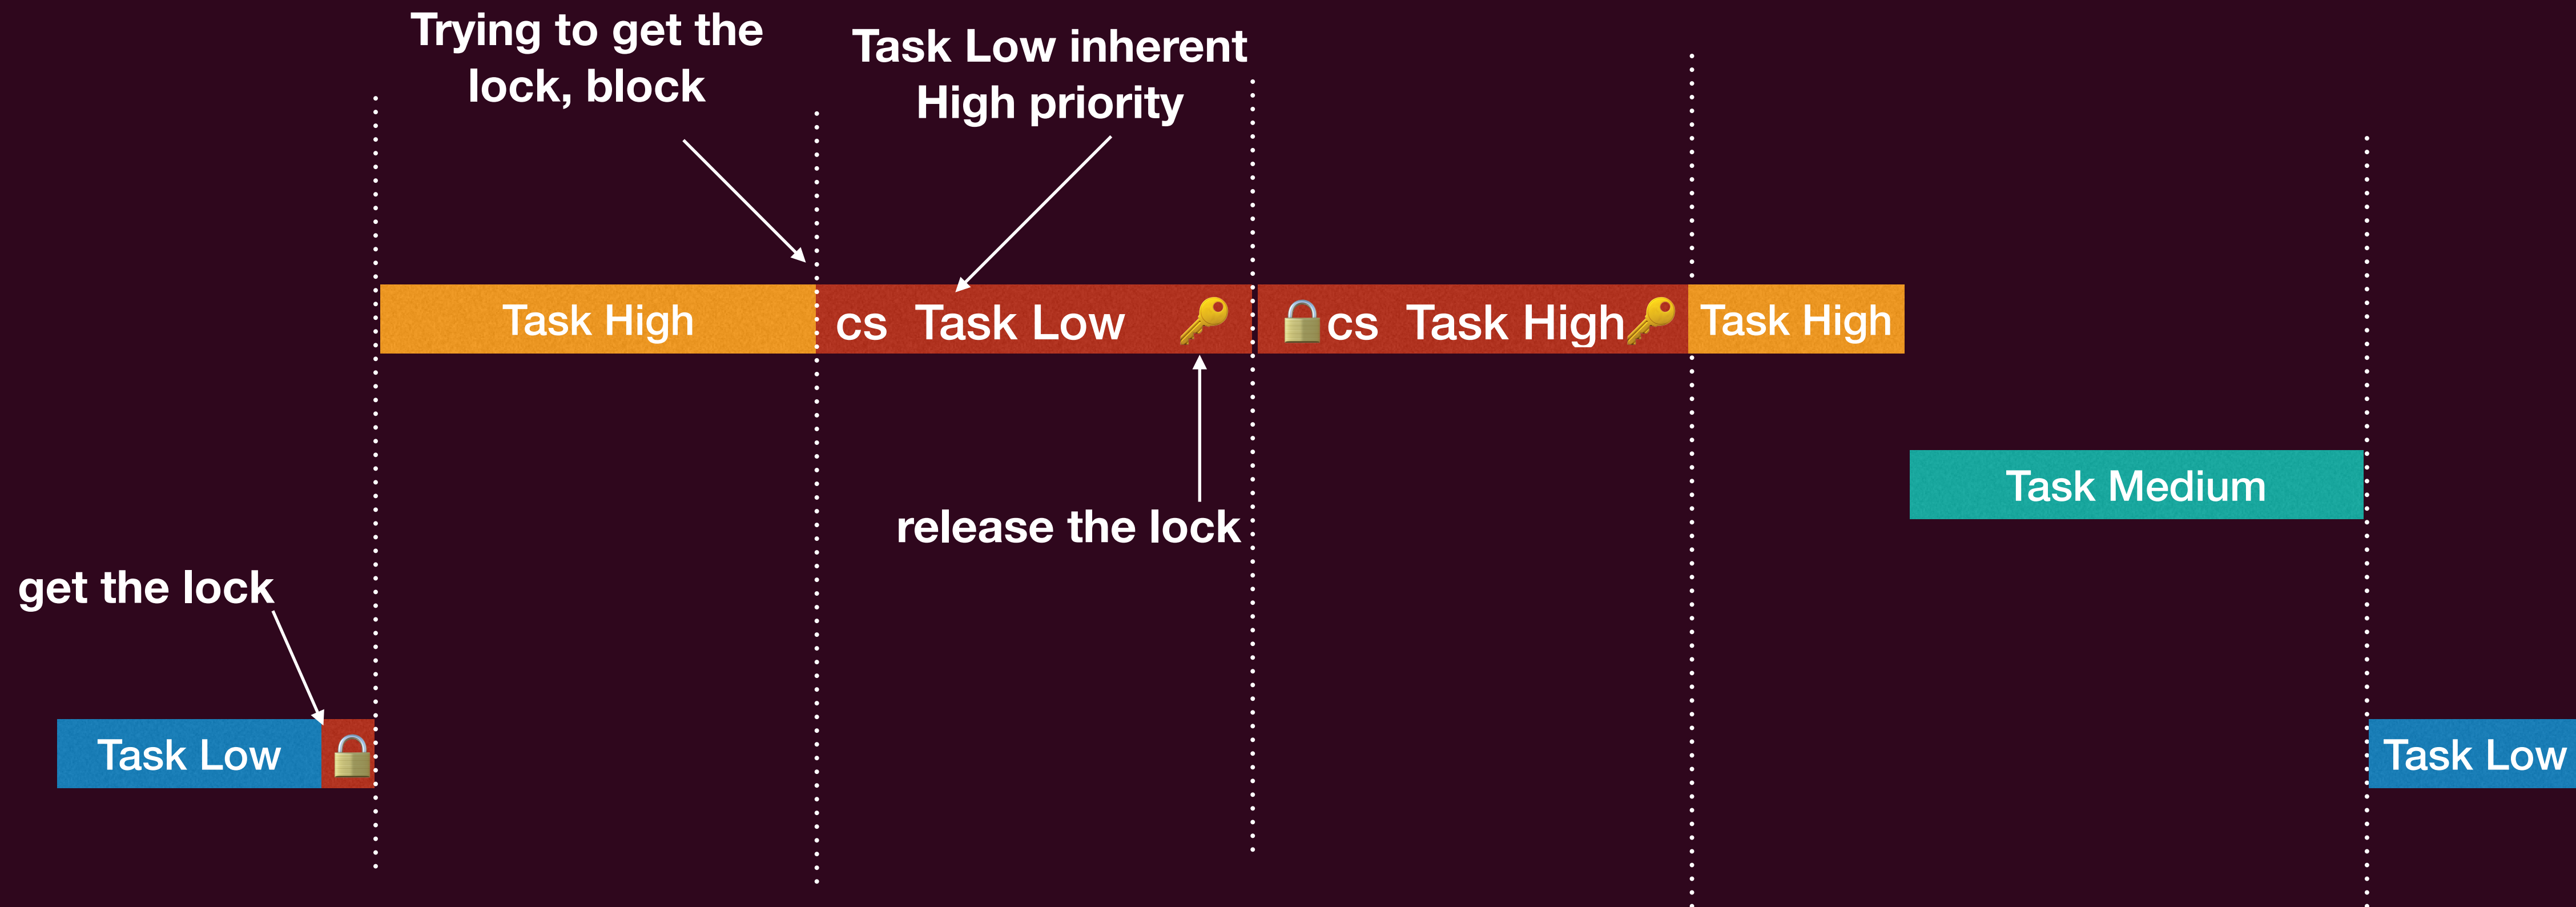 Trying to get the
lock, block
Task Low inherent
High priority
Task High
cs Task Low
cs Task High
Task High
Task Medium
release the lock
get the lock
Task Low
Task Low